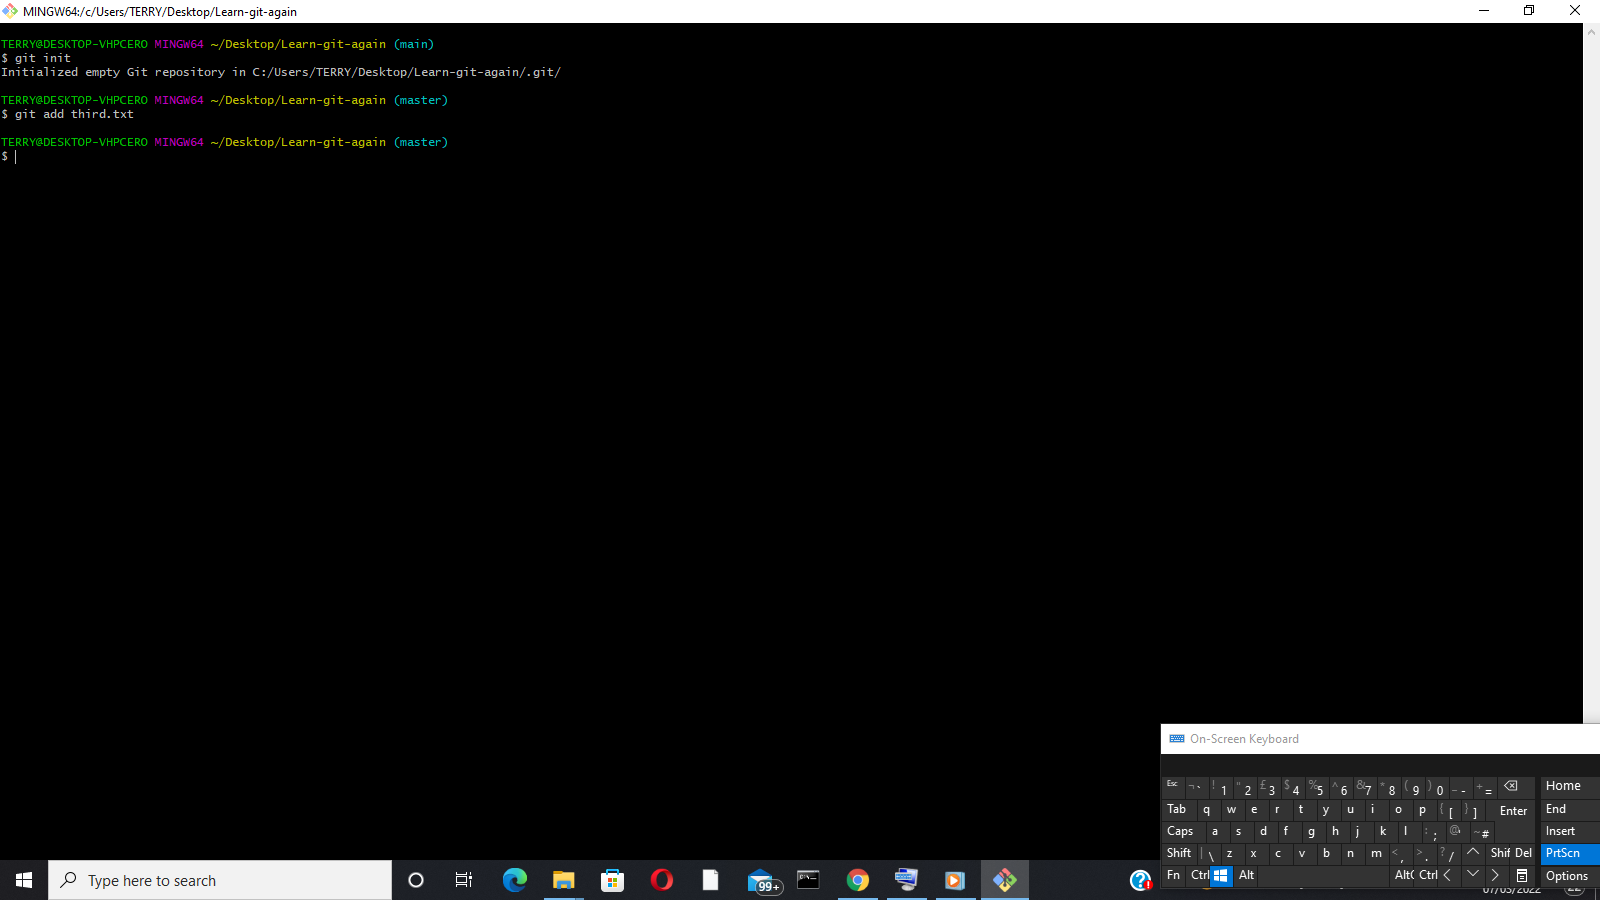 MINGW64:/c/Users/TERRY/Desktop/Learn-git-again
TERRY@DESKTOP-VHPCERO MINGW64 ~/Desktop/Learn-git-again (main)
$ git init
Initialized empty Git repository in C:/Users/TERRY/Desktop/Learn-git-again/.git/
TERRY@DESKTOP-VHPCERO MINGW64 ~/Desktop/Learn-git-again (master)
$ git add third.txt
TERRY@DESKTOP-VHPCERO MINGW64 ~/Desktop/Learn-git-again (master)
$
On-Screen Keyboard
Esc ¬ ` ! 1 " 2 £ 3 $ 4 % 5 ^ 6 & 7 * 8 ( 9 ) 0 _ - + = Home
Tab q w e r t y u i o p { [ } ] Enter End
Caps a s d f g h j k l : ; @ ' ~ # Insert
Shift | \ z x c v b n m < , > . ? / Shif Del PrtScn
Fn Ctrl Alt AltG Ctrl Options
Type here to search
99+
07/03/2022
22